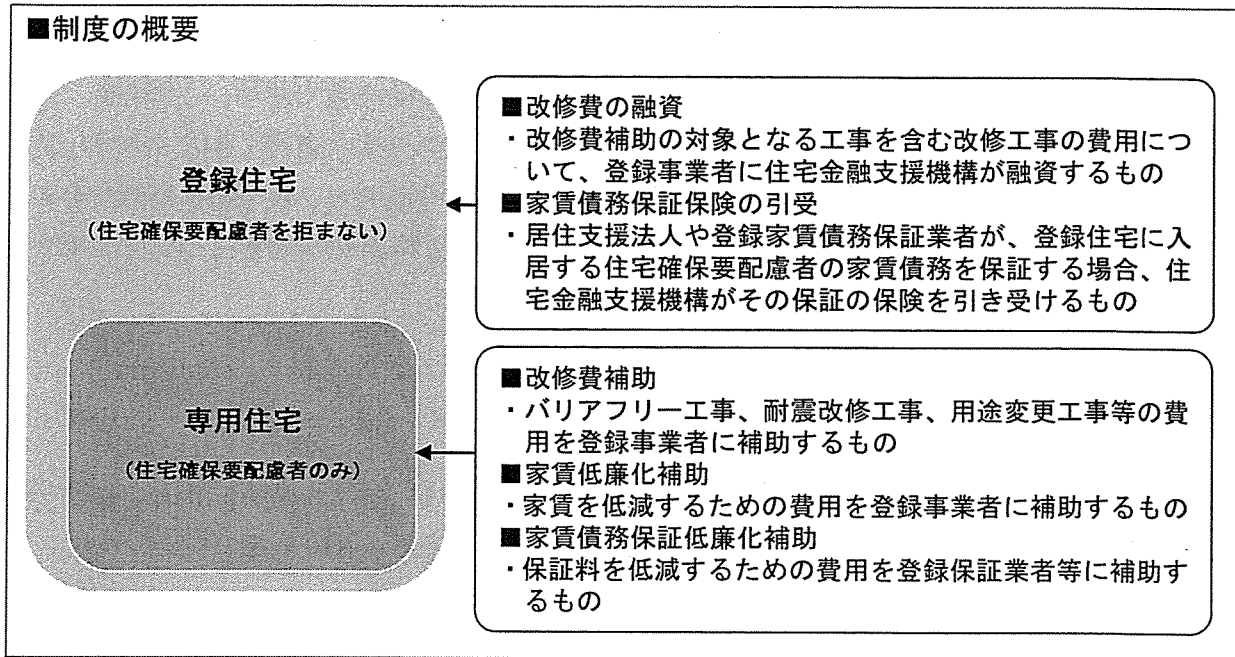 ■制度の概要
登録住宅
(住宅確保要配慮者を拒まない)
専用住宅
(住宅確保要配慮者のみ)
■改修費の融資
・改修費補助の対象となる工事を含む改修工事の費用につ
いて、登録事業者に住宅金融支援機構が融資するもの
■家賃債務保証保険の引受
・居住支援法人や登録家賃債務保証業者が、登録住宅に入
居する住宅確保要配慮者の家賃債務を保証する場合、住
宅金融支援機構がその保証の保険を引き受けるもの
■改修費補助
・バリアフリー工事、耐震改修工事、用途変更工事等の費
用を登録事業者に補助するもの
■家賃低廉化補助
・家賃を低減するための費用を登録事業者に補助するもの
■家賃債務保証低廉化補助
・保証料を低減するための費用を登録保証業者等に補助す
るもの